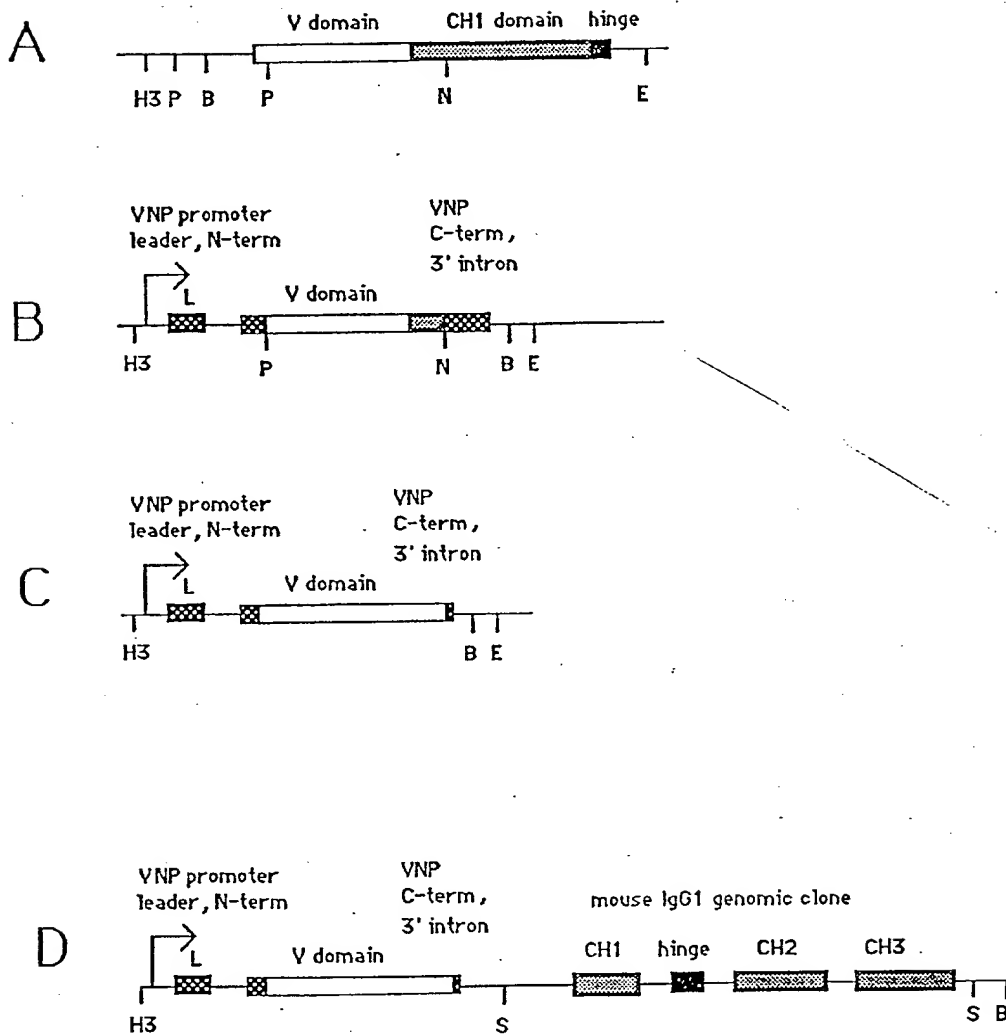 A
V domain CH1 domain hinge
H3 P B P N E
B
VNP promoter
leader, N-term
VNP
C-term,
3' intron
L
V domain
H3 P N B E
C
VNP promoter
leader, N-term
VNP
C-term,
3' intron
L
V domain
H3 B E
D
VNP promoter
leader, N-term
VNP
C-term,
3' intron
mouse IgG1 genomic clone
L
V domain
CH1 hinge CH2 CH3
H3 S S B